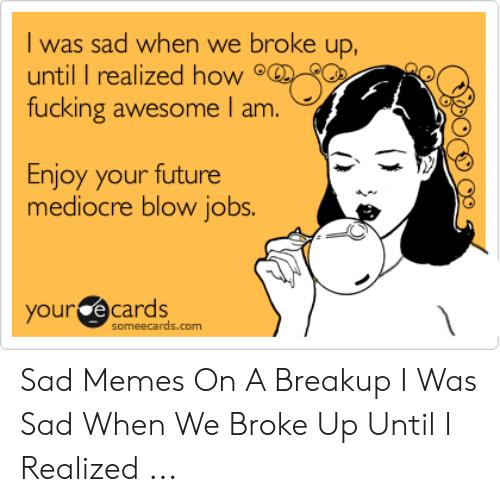 I was sad when we broke up,
until I realized how
fucking awesome I am.
Enjoy your future
mediocre blow jobs.
your e cards
someecards.com
Sad Memes On A Breakup I Was
Sad When We Broke Up Until I
Realized ...